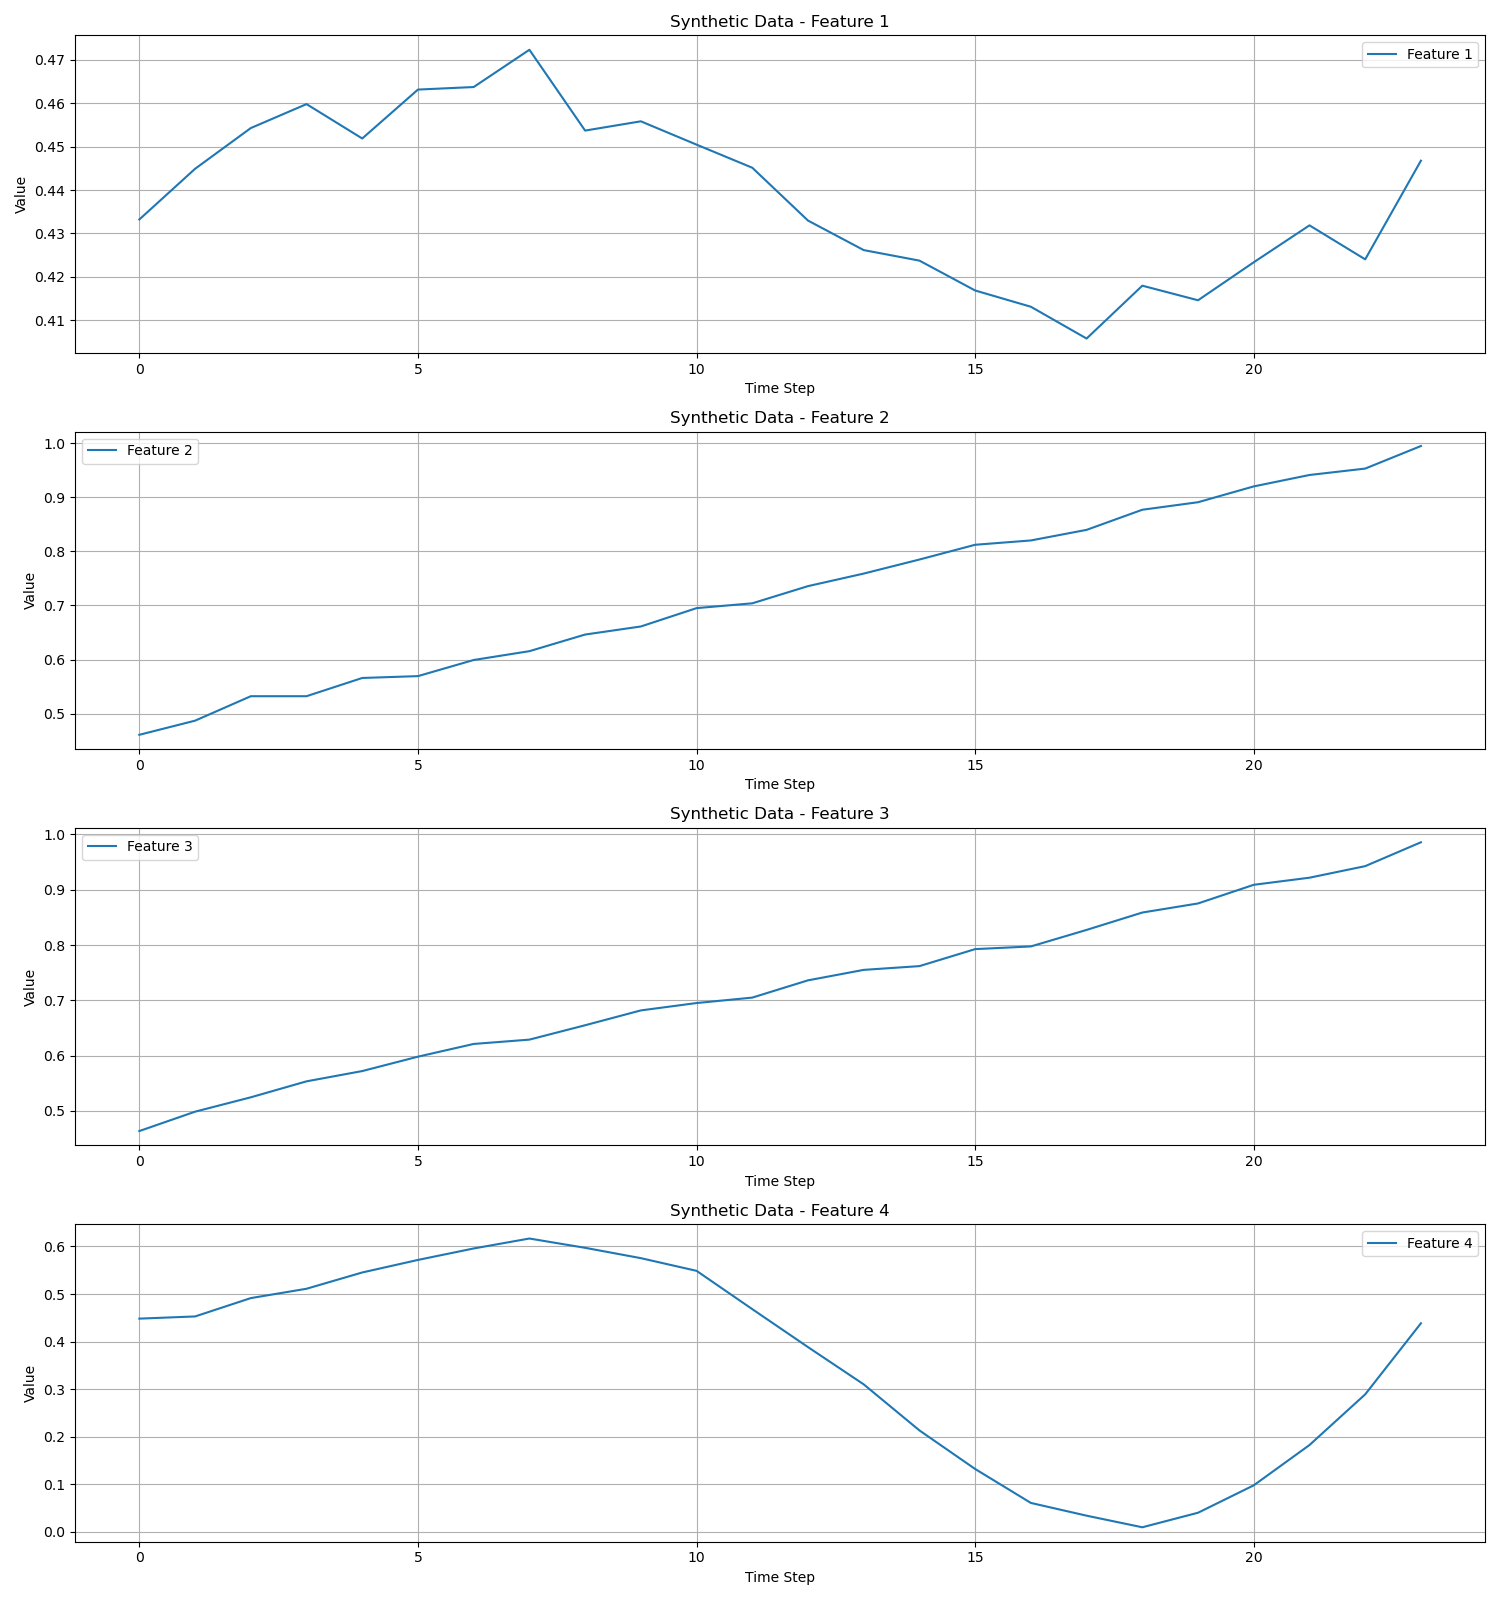 Synthetic Data - Feature 1
Feature 1
0.47
0.46
0.45
0.44
0.43
0.42
0.41
Value
0 5 10 15 20
Time Step
Synthetic Data - Feature 2
Feature 2
1.0
0.9
0.8
0.7
0.6
0.5
Value
0 5 10 15 20
Time Step
Synthetic Data - Feature 3
Feature 3
1.0
0.9
0.8
0.7
0.6
0.5
Value
0 5 10 15 20
Time Step
Synthetic Data - Feature 4
Feature 4
0.6
0.5
0.4
0.3
0.2
0.1
0.0
Value
0 5 10 15 20
Time Step